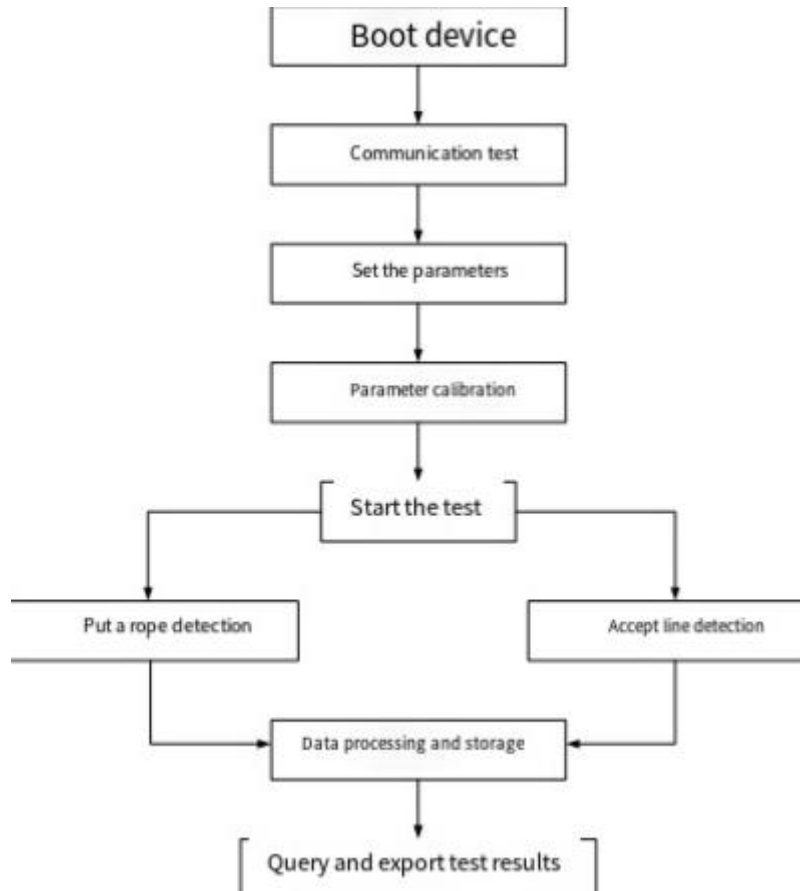 Boot device
Communication test
Set the parameters
Parameter calibration
Start the test
Put a rope detection
Accept line detection
Data processing and storage
Query and export test results